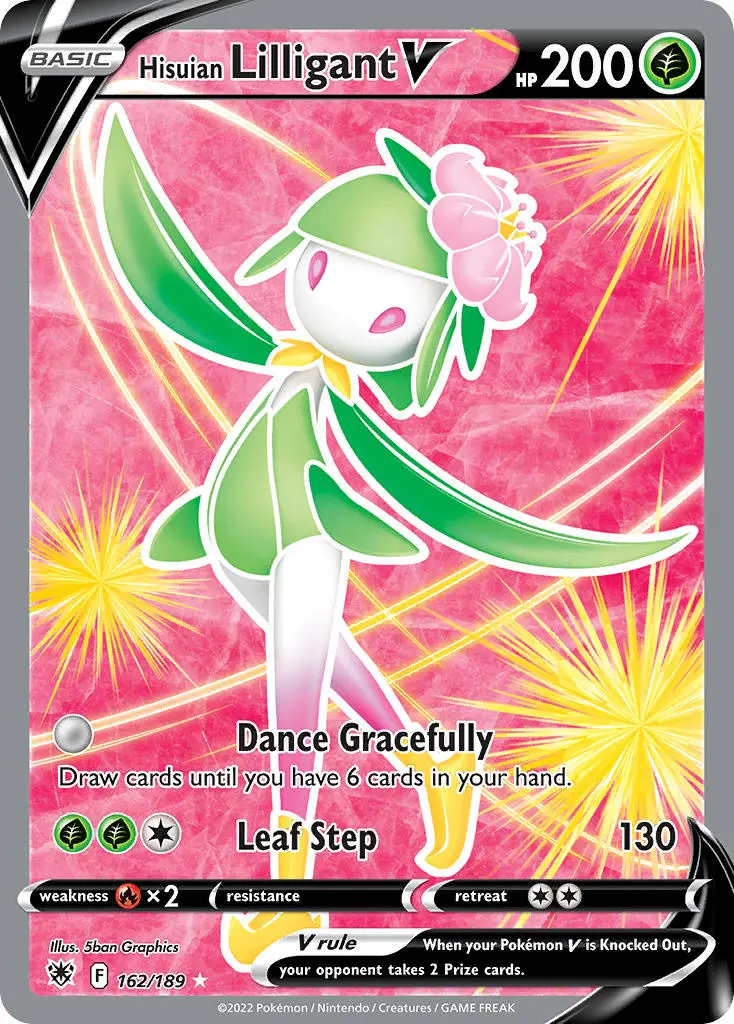 BASIC
Hisuian Lilligant V HP 200
Dance Gracefully
Draw cards until you have 6 cards in your hand.
Leaf Step 130
weakness ×2 resistance retreat
Illus. 5ban Graphics
V rule When your Pokémon V is Knocked Out,
your opponent takes 2 Prize cards.
F 162/189
©2022 Pokémon / Nintendo / Creatures / GAME FREAK